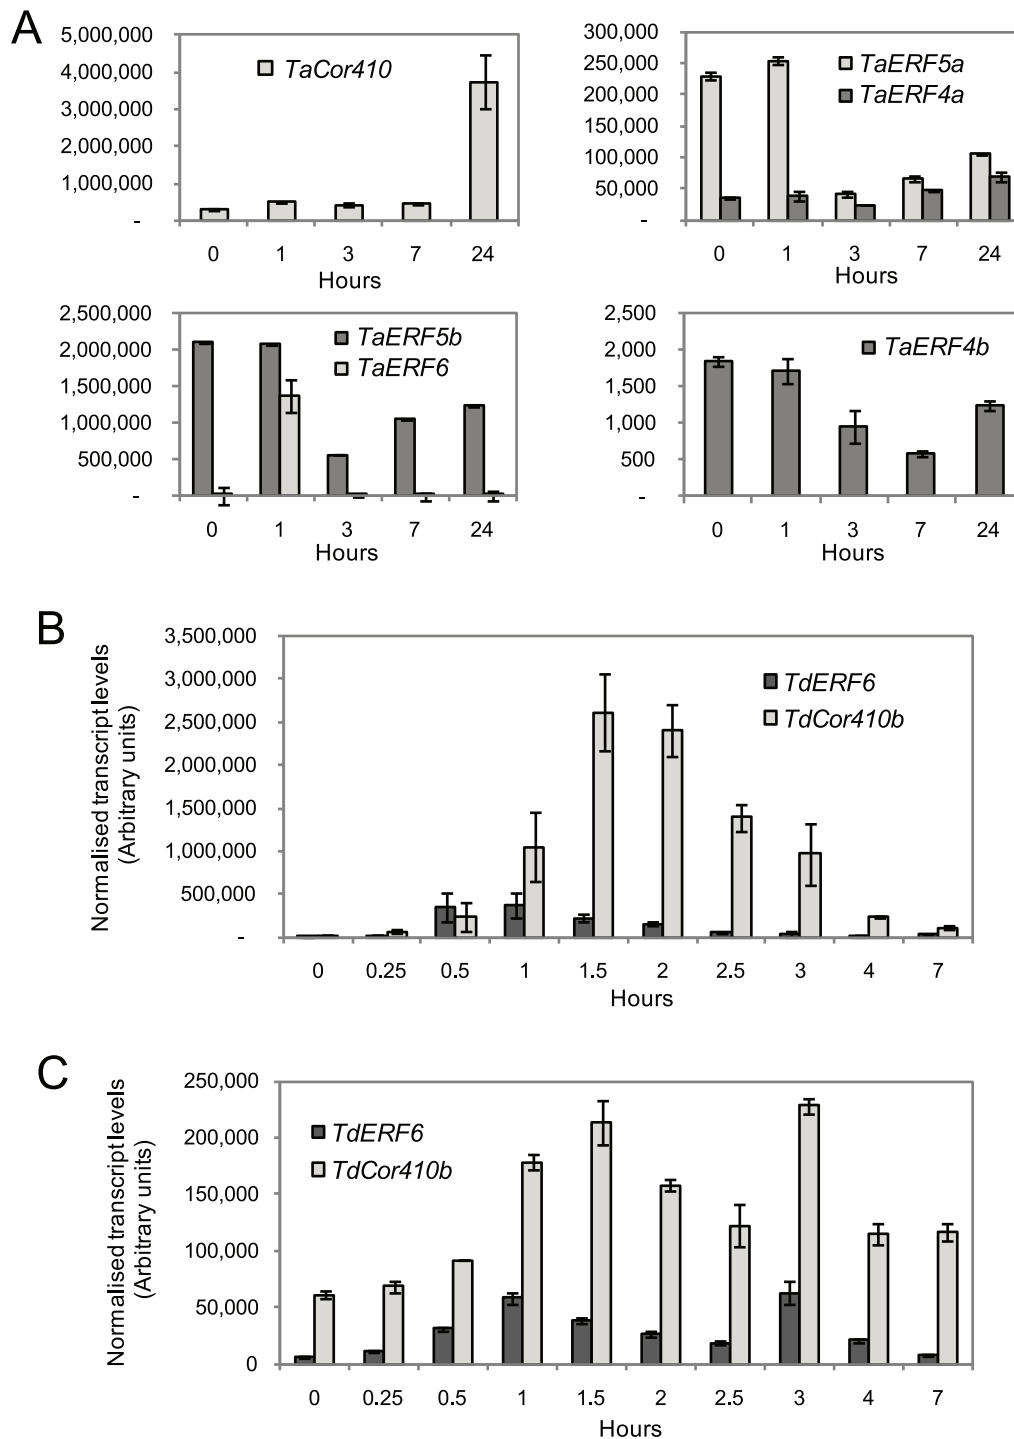 A
5,000,000
4,000,000
3,000,000
2,000,000
1,000,000
-
TaCor410
0 1 3 7 24
Hours
300,000
250,000
200,000
150,000
100,000
50,000
-
TaERF5a
TaERF4a
0 1 3 7 24
Hours
2,500,000
2,000,000
1,500,000
1,000,000
500,000
-
TaERF5b
TaERF6
0 1 3 7 24
Hours
2,500
2,000
1,500
1,000
500
-
TaERF4b
0 1 3 7 24
Hours
B
Normalised transcript levels
(Arbitrary units)
3,500,000
3,000,000
2,500,000
2,000,000
1,500,000
1,000,000
500,000
-
TdERF6
TdCor410b
0 0.25 0.5 1 1.5 2 2.5 3 4 7
Hours
C
Normalised transcript levels
(Arbitrary units)
250,000
200,000
150,000
100,000
50,000
0
TdERF6
TdCor410b
0 0.25 0.5 1 1.5 2 2.5 3 4 7
Hours